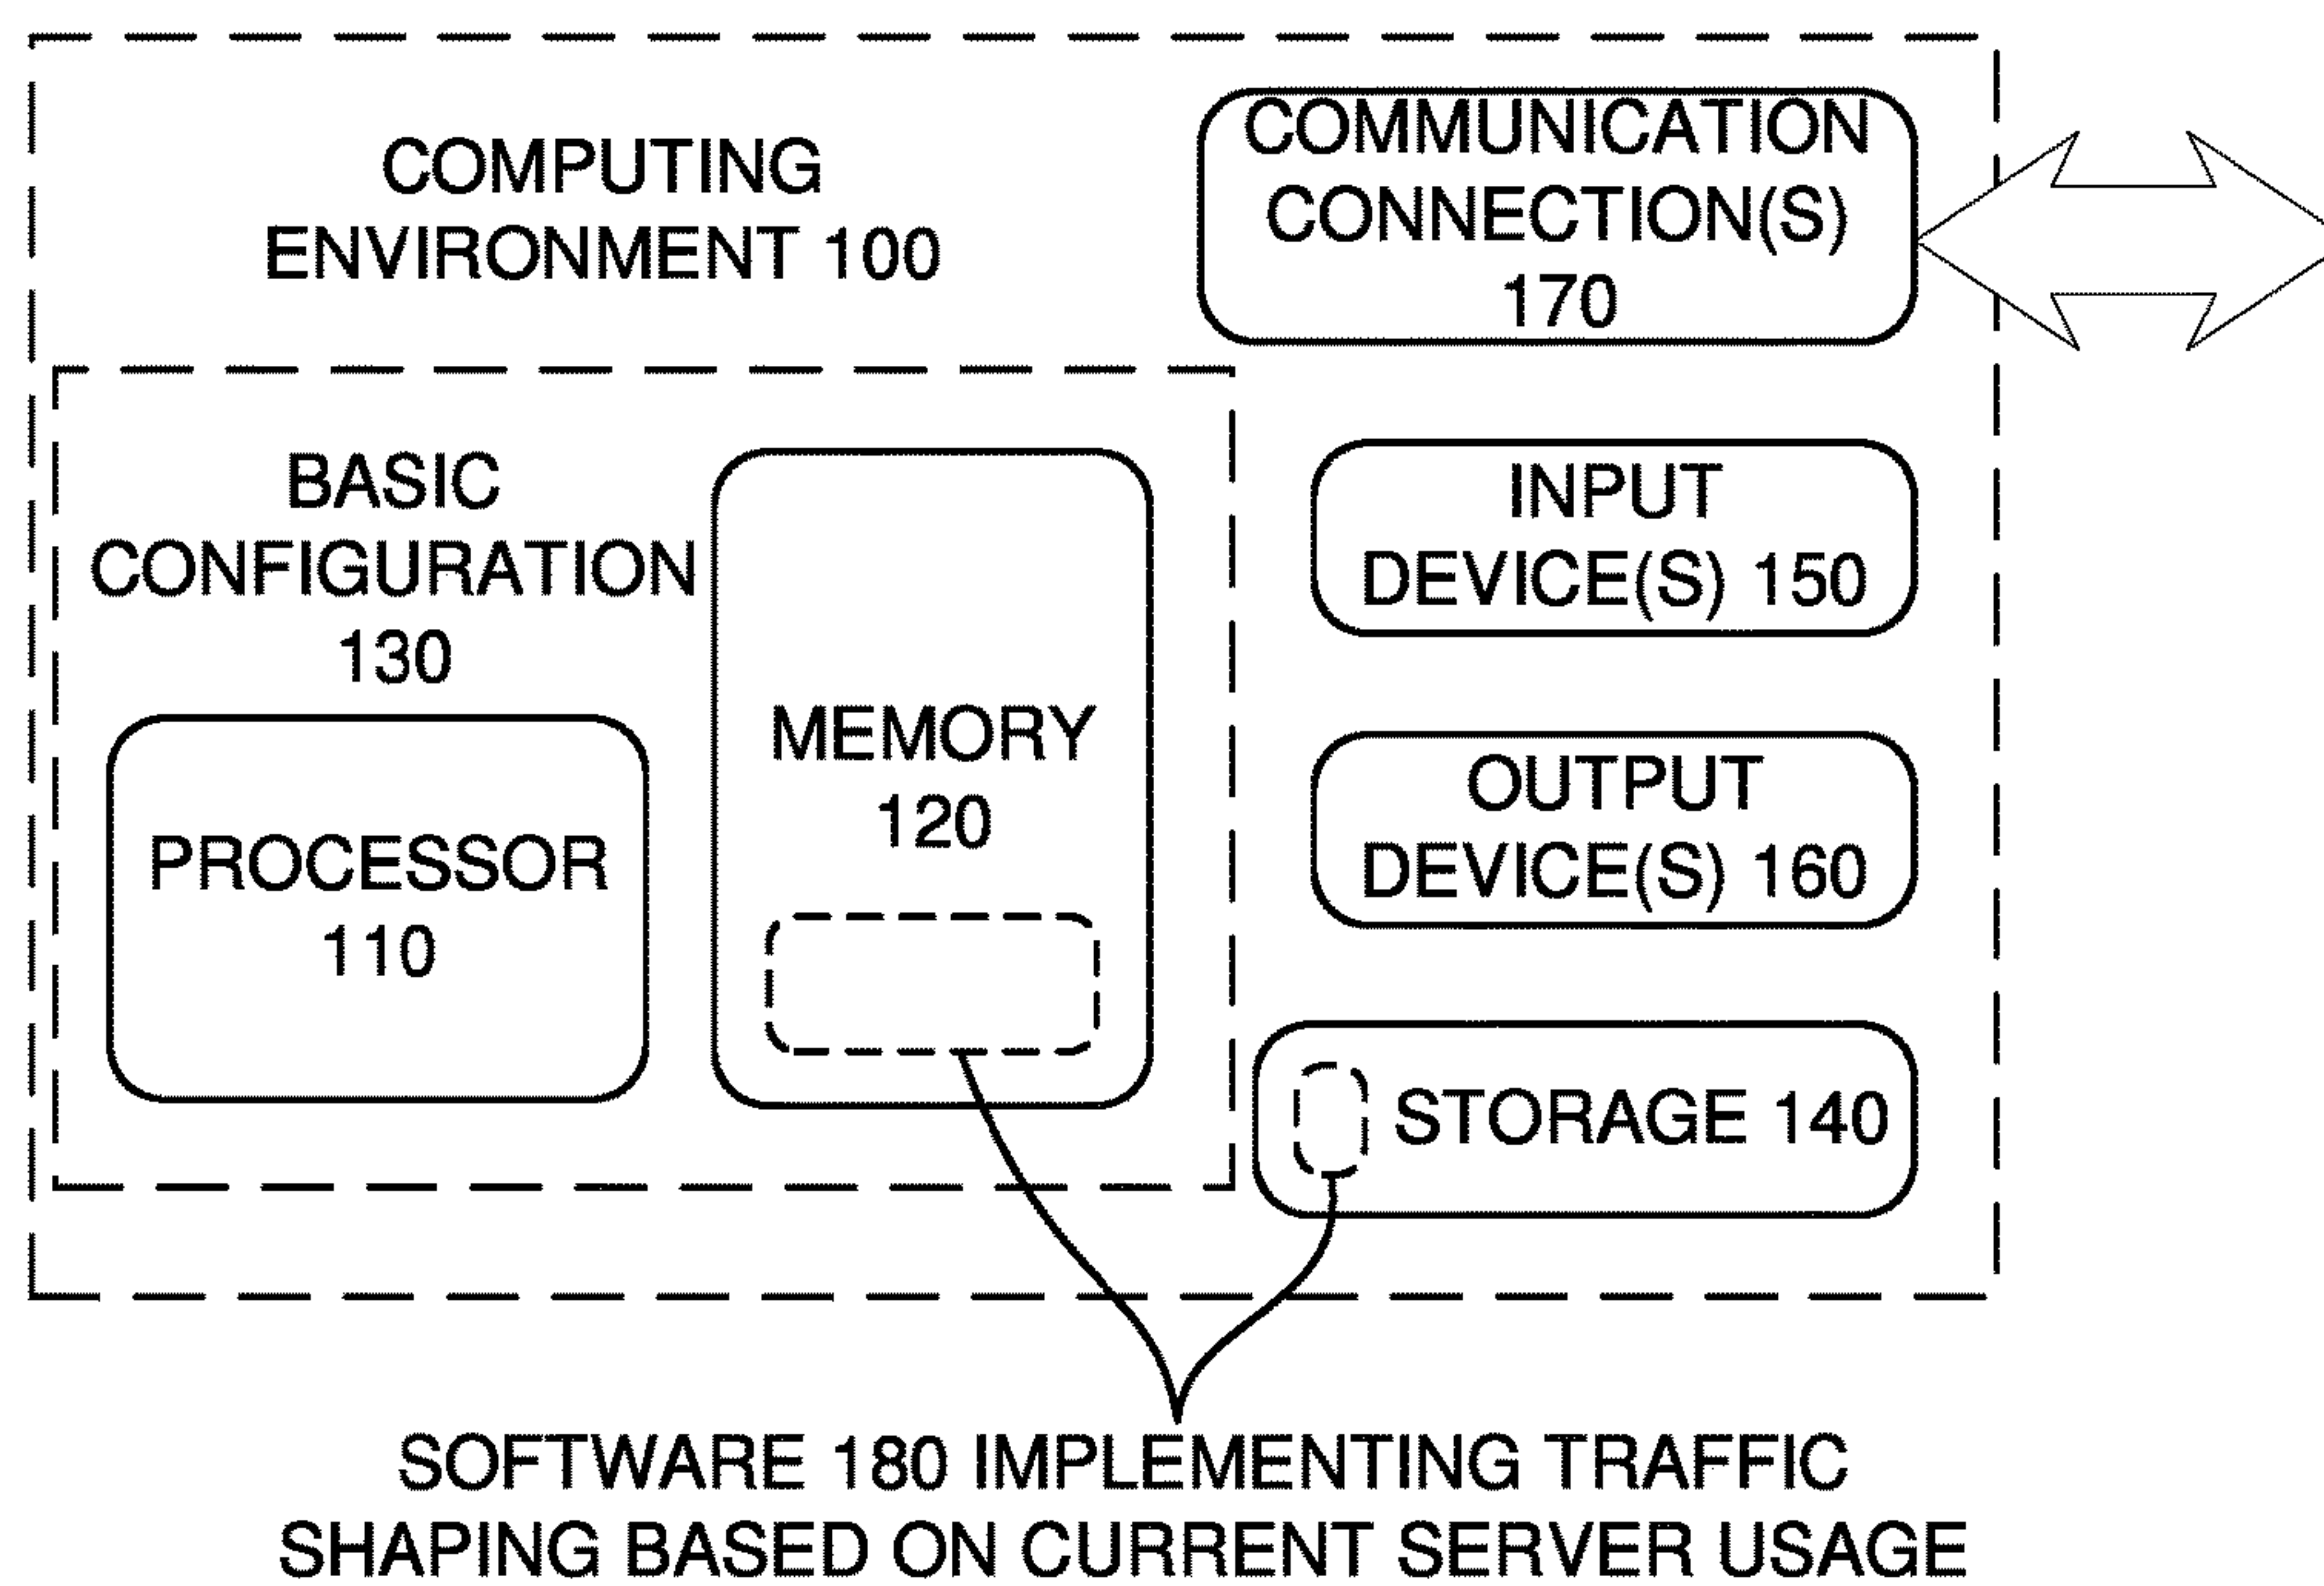 COMPUTING
ENVIRONMENT 100
COMMUNICATION
CONNECTION(S)
170
BASIC
CONFIGURATION
130
PROCESSOR
110
MEMORY
120
INPUT
DEVICE(S) 150
OUTPUT
DEVICE(S) 160
STORAGE 140
SOFTWARE 180 IMPLEMENTING TRAFFIC
SHAPING BASED ON CURRENT SERVER USAGE